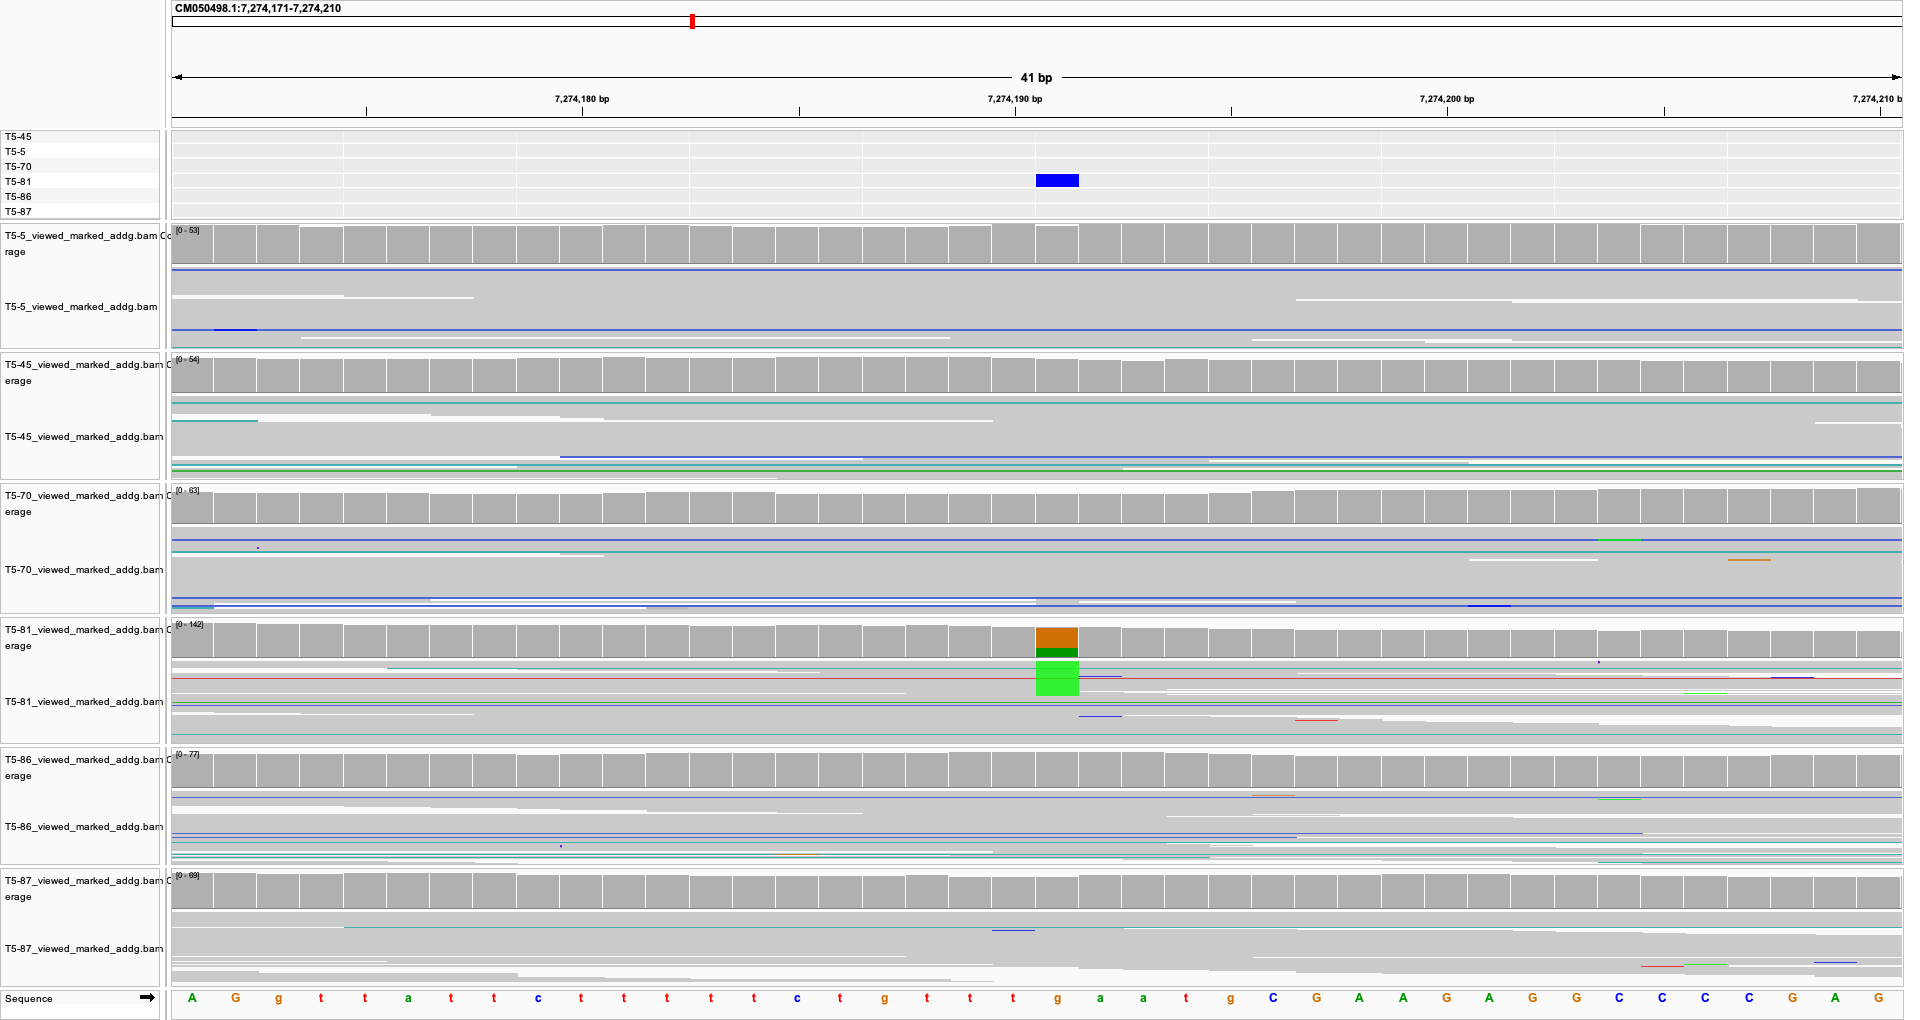 CM050498.1:7,274,171-7,274,210
41 bp
7,274,180 bp 7,274,190 bp 7,274,200 bp 7,274,210 b
T5-45
T5-5
T5-70
T5-81
T5-86
T5-87
T5-5_viewed_marked_addg.bam Co
rage
[0 - 53]
T5-5_viewed_marked_addg.bam
T5-45_viewed_marked_addg.bam C
erage
[0 - 54]
T5-45_viewed_marked_addg.bam
T5-70_viewed_marked_addg.bam C
erage
[0 - 63]
T5-70_viewed_marked_addg.bam
T5-81_viewed_marked_addg.bam C
erage
[0 - 142]
T5-81_viewed_marked_addg.bam
T5-86_viewed_marked_addg.bam C
erage
[0 - 77]
T5-86_viewed_marked_addg.bam
T5-87_viewed_marked_addg.bam C
erage
[0 - 69]
T5-87_viewed_marked_addg.bam
Sequence A G g t t a t t c t t t t t c t g t t t g a a t g C G A A G A G G C C C C G A G